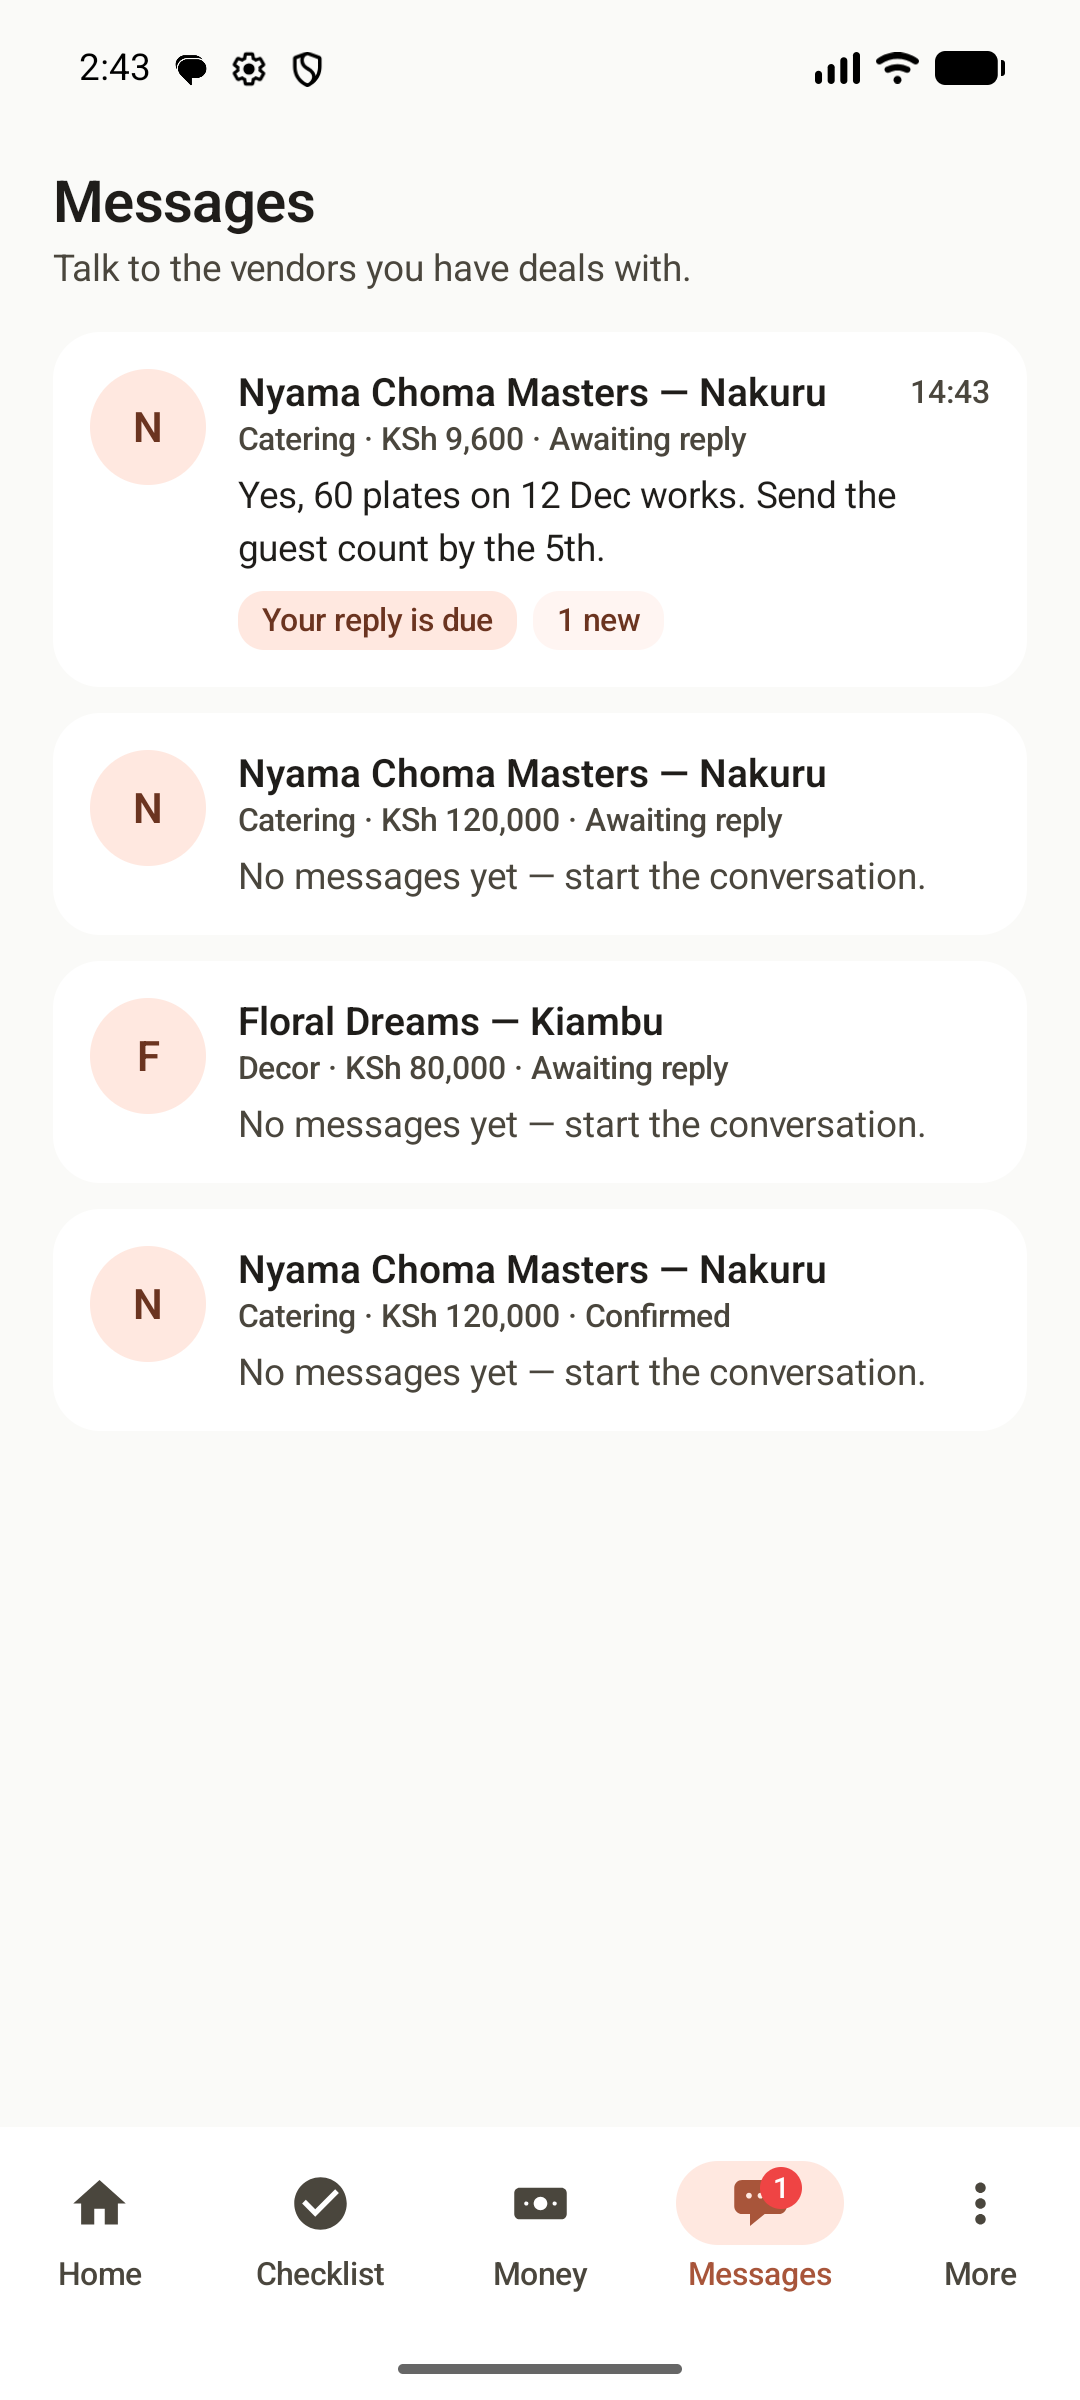 2:43
Messages
Talk to the vendors you have deals with.
N
Nyama Choma Masters — Nakuru 14:43
Catering · KSh 9,600 · Awaiting reply
Yes, 60 plates on 12 Dec works. Send the
guest count by the 5th.
Your reply is due 1 new
N
Nyama Choma Masters — Nakuru
Catering · KSh 120,000 · Awaiting reply
No messages yet — start the conversation.
F
Floral Dreams — Kiambu
Decor · KSh 80,000 · Awaiting reply
No messages yet — start the conversation.
N
Nyama Choma Masters — Nakuru
Catering · KSh 120,000 · Confirmed
No messages yet — start the conversation.
1
Home Checklist Money Messages More